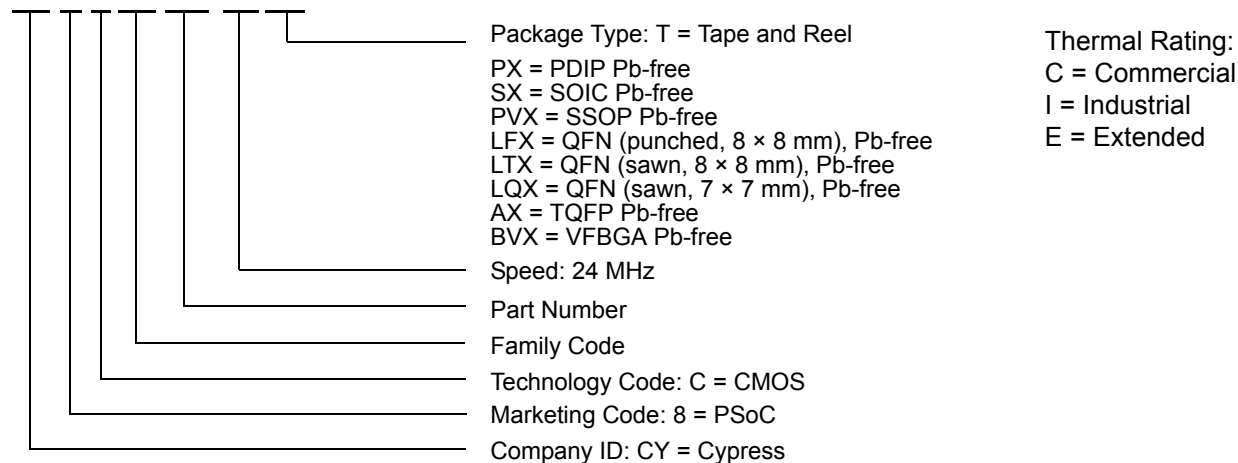 Package Type: T = Tape and Reel
PX = PDIP Pb-free
SX = SOIC Pb-free
PVX = SSOP Pb-free
LFX = QFN (punched, 8 × 8 mm), Pb-free
LTX = QFN (sawn, 8 × 8 mm), Pb-free
LQX = QFN (sawn, 7 × 7 mm), Pb-free
AX = TQFP Pb-free
BVX = VFBGA Pb-free
Speed: 24 MHz
Part Number
Family Code
Technology Code: C = CMOS
Marketing Code: 8 = PSoC
Company ID: CY = Cypress
Thermal Rating:
C = Commercial
I = Industrial
E = Extended